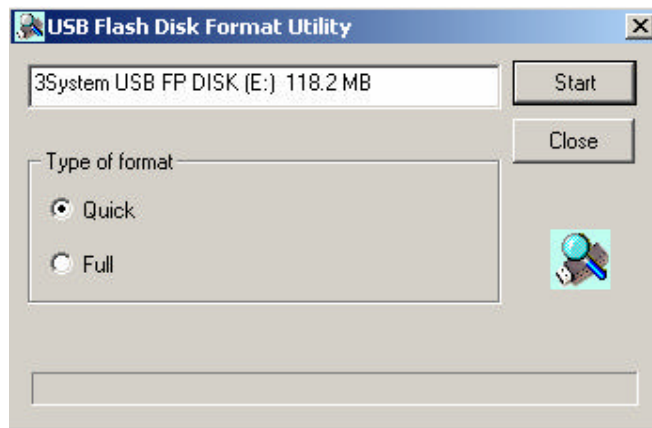 USB Flash Disk Format Utility
3System USB FP DISK (E:) 118.2 MB
Start
Close
Type of format
Quick
Full